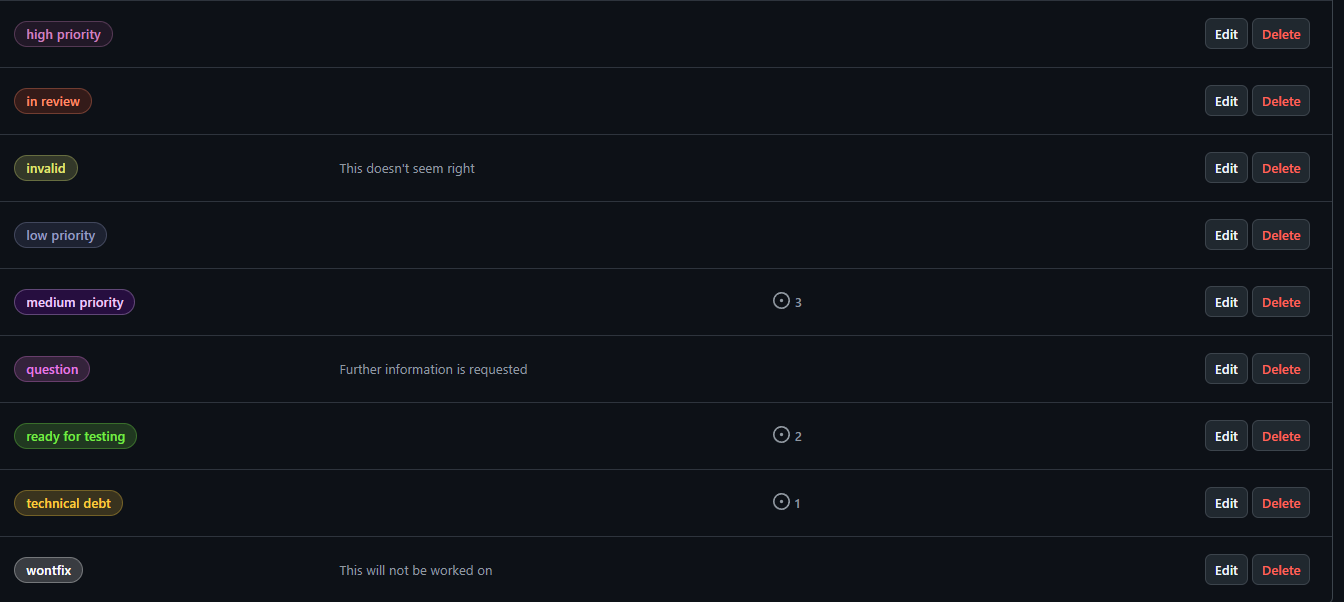 high priority Edit Delete
in review Edit Delete
invalid This doesn't seem right Edit Delete
low priority Edit Delete
medium priority 3 Edit Delete
question Further information is requested Edit Delete
ready for testing 2 Edit Delete
technical debt 1 Edit Delete
wontfix This will not be worked on Edit Delete